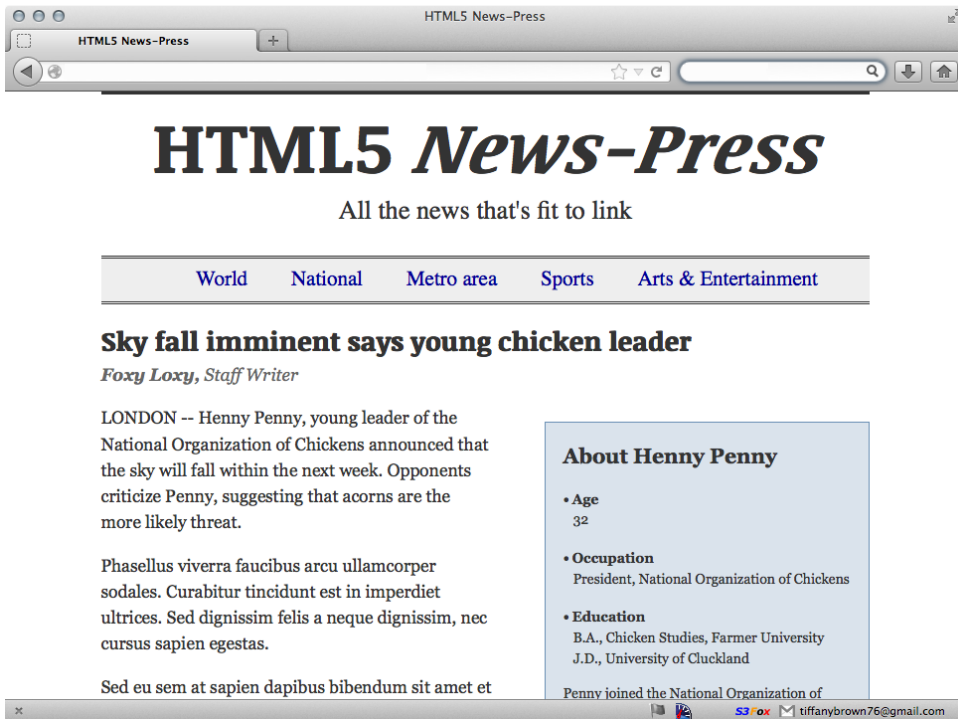 HTML5 News-Press
HTML5 News-Press
HTML5 News-Press
All the news that's fit to link
World National Metro area Sports Arts & Entertainment
Sky fall imminent says young chicken leader
Foxy Loxy, Staff Writer
LONDON -- Henny Penny, young leader of the
National Organization of Chickens announced that
the sky will fall within the next week. Opponents
criticize Penny, suggesting that acorns are the
more likely threat.
Phasellus viverra faucibus arcu ullamcorper
sodales. Curabitur tincidunt est in imperdiet
ultrices. Sed dignissim felis a neque dignissim, nec
cursus sapien egestas.
Sed eu sem at sapien dapibus bibendum sit amet et
About Henny Penny
• Age
32
• Occupation
President, National Organization of Chickens
• Education
B.A., Chicken Studies, Farmer University
J.D., University of Cluckland
Penny joined the National Organization of
S3Fox tiffanybrown76@gmail.com